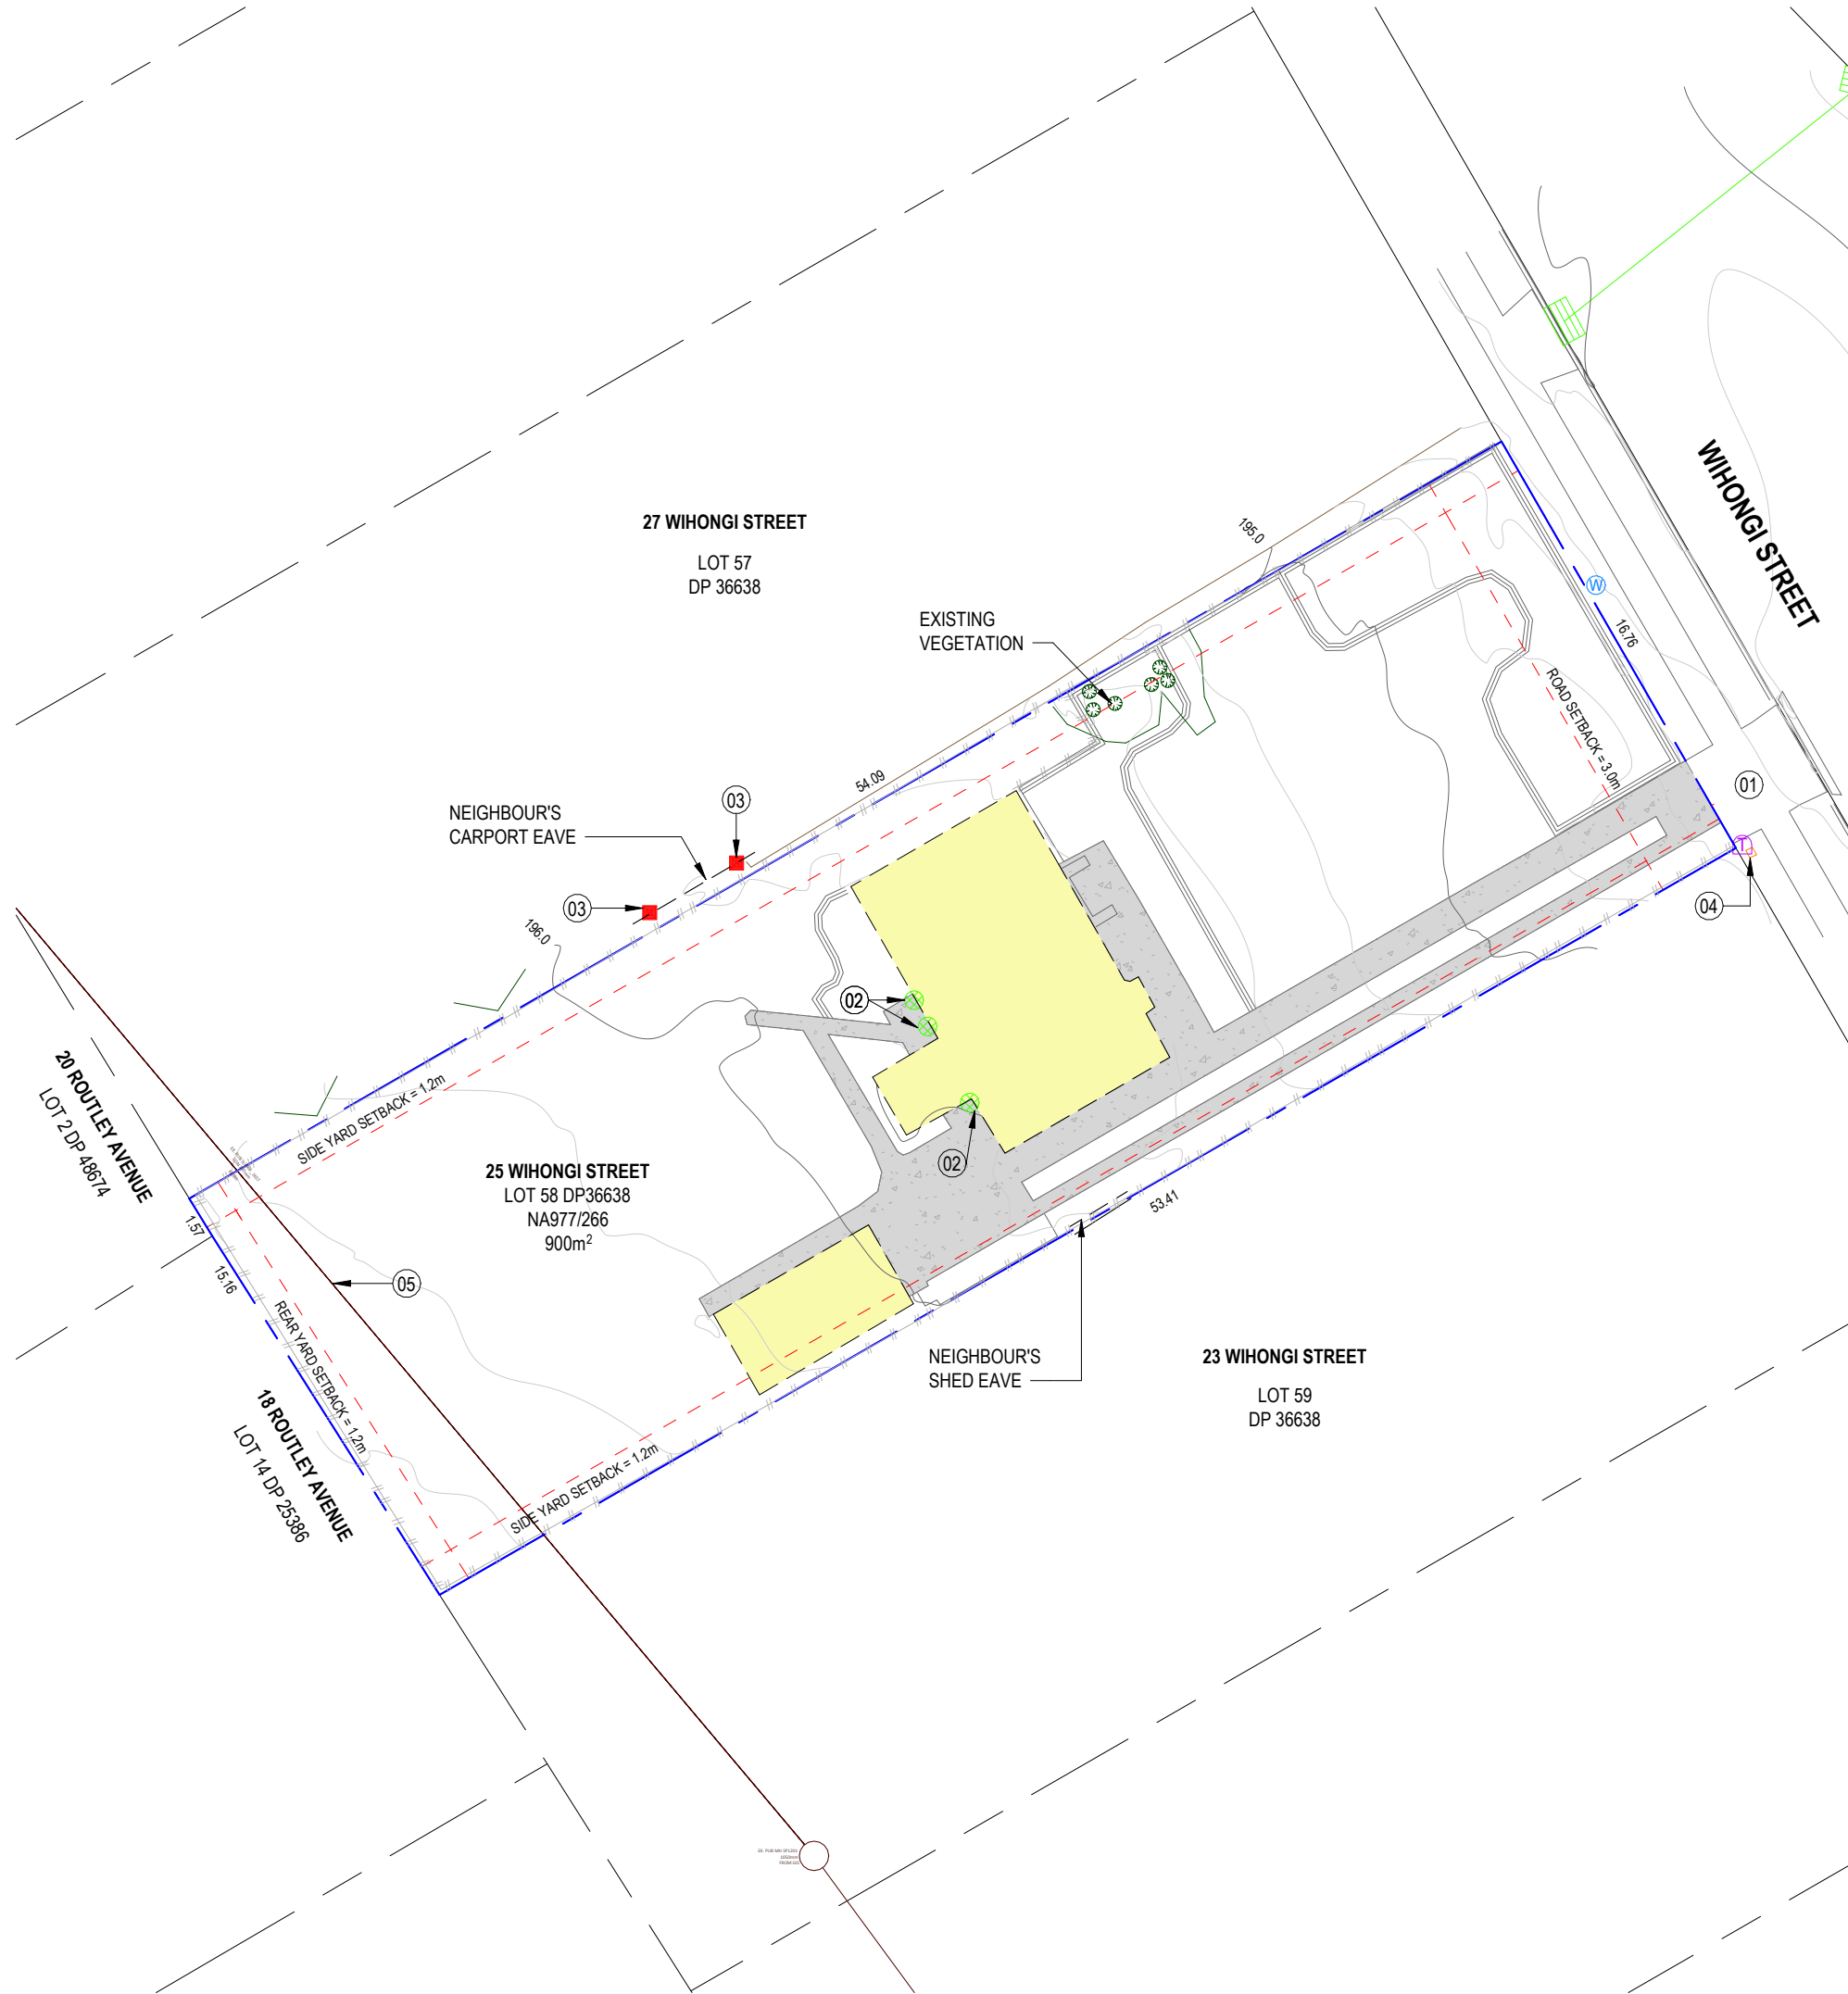 WIHONGI STREET
27 WIHONGI STREET
LOT 57
DP 36638
195.0
W
16.76
EXISTING
VEGETATION
ROAD SETBACK = 3.0m
01
54.09
03
NEIGHBOUR'S
CARPORT EAVE
T
04
03
196.0
02
20 ROUTLEY AVENUE
LOT 2 DP 48674
SIDE YARD SETBACK = 1.2m
02
25 WIHONGI STREET
LOT 58 DP36638
NA977/266
900m²
53.41
1.57
15.16
05
REAR YARD SETBACK = 1.2m
NEIGHBOUR'S
SHED EAVE
23 WIHONGI STREET
LOT 59
DP 36638
18 ROUTLEY AVENUE
LOT 14 DP 25386
SIDE YARD SETBACK = 1.2m
1050mm
FROM GIS